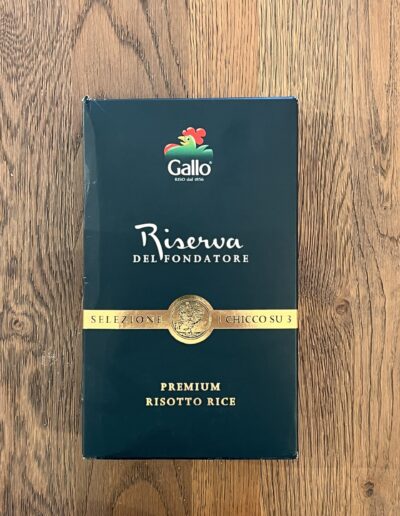 Gallo®
RISO dal 1856
Riserva
DEL FONDATORE
SELEZIONE 1 CHICCO SU 3
PREMIUM
RISOTTO RICE